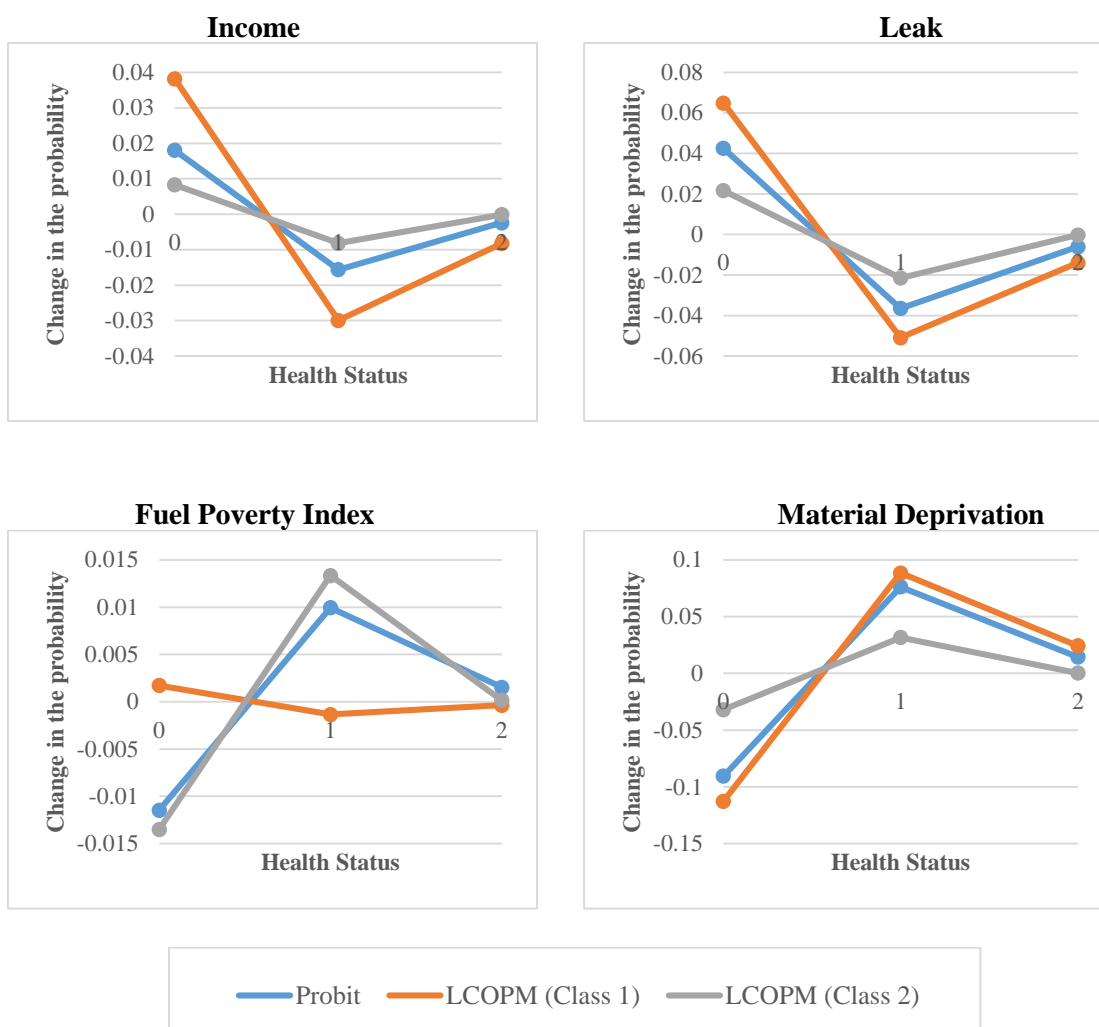 Income
Change in the probability
0.04
0.03
0.02
0.01
0
-0.01
-0.02
-0.03
-0.04
0
1
2
Health Status
Leak
Change in the probability
0.08
0.06
0.04
0.02
0
-0.02
-0.04
-0.06
0
1
2
Health Status
Fuel Poverty Index
Change in the probability
0.015
0.01
0.005
0
-0.005
-0.01
-0.015
0
1
2
Health Status
Material Deprivation
Change in the probability
0.1
0.05
0
-0.05
-0.1
-0.15
0
1
2
Health Status
Probit
LCOPM (Class 1)
LCOPM (Class 2)